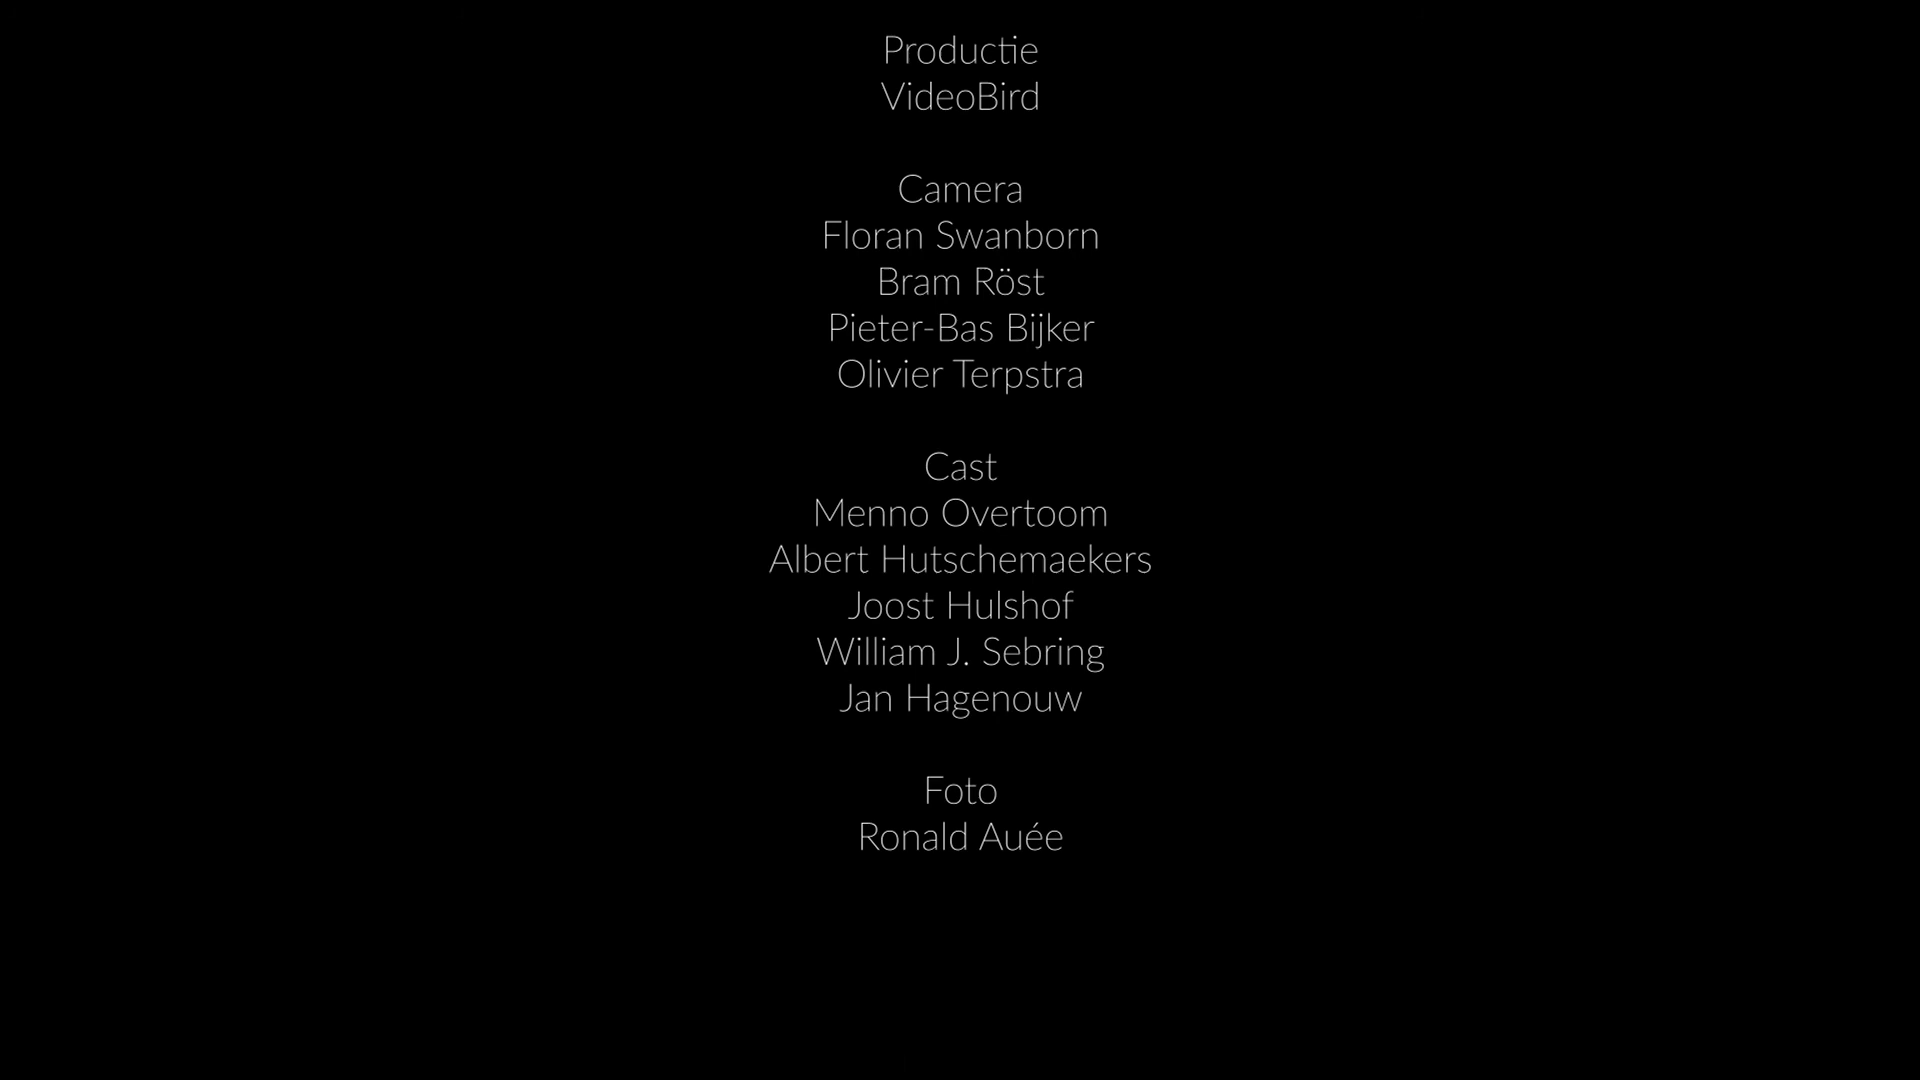 Productie
VideoBird
Camera
Floran Swanborn
Bram Röst
Pieter-Bas Bijker
Olivier Terpstra
Cast
Menno Overtoom
Albert Hutschemaekers
Joost Hulshof
William J. Sebring
Jan Hagenouw
Foto
Ronald Auée